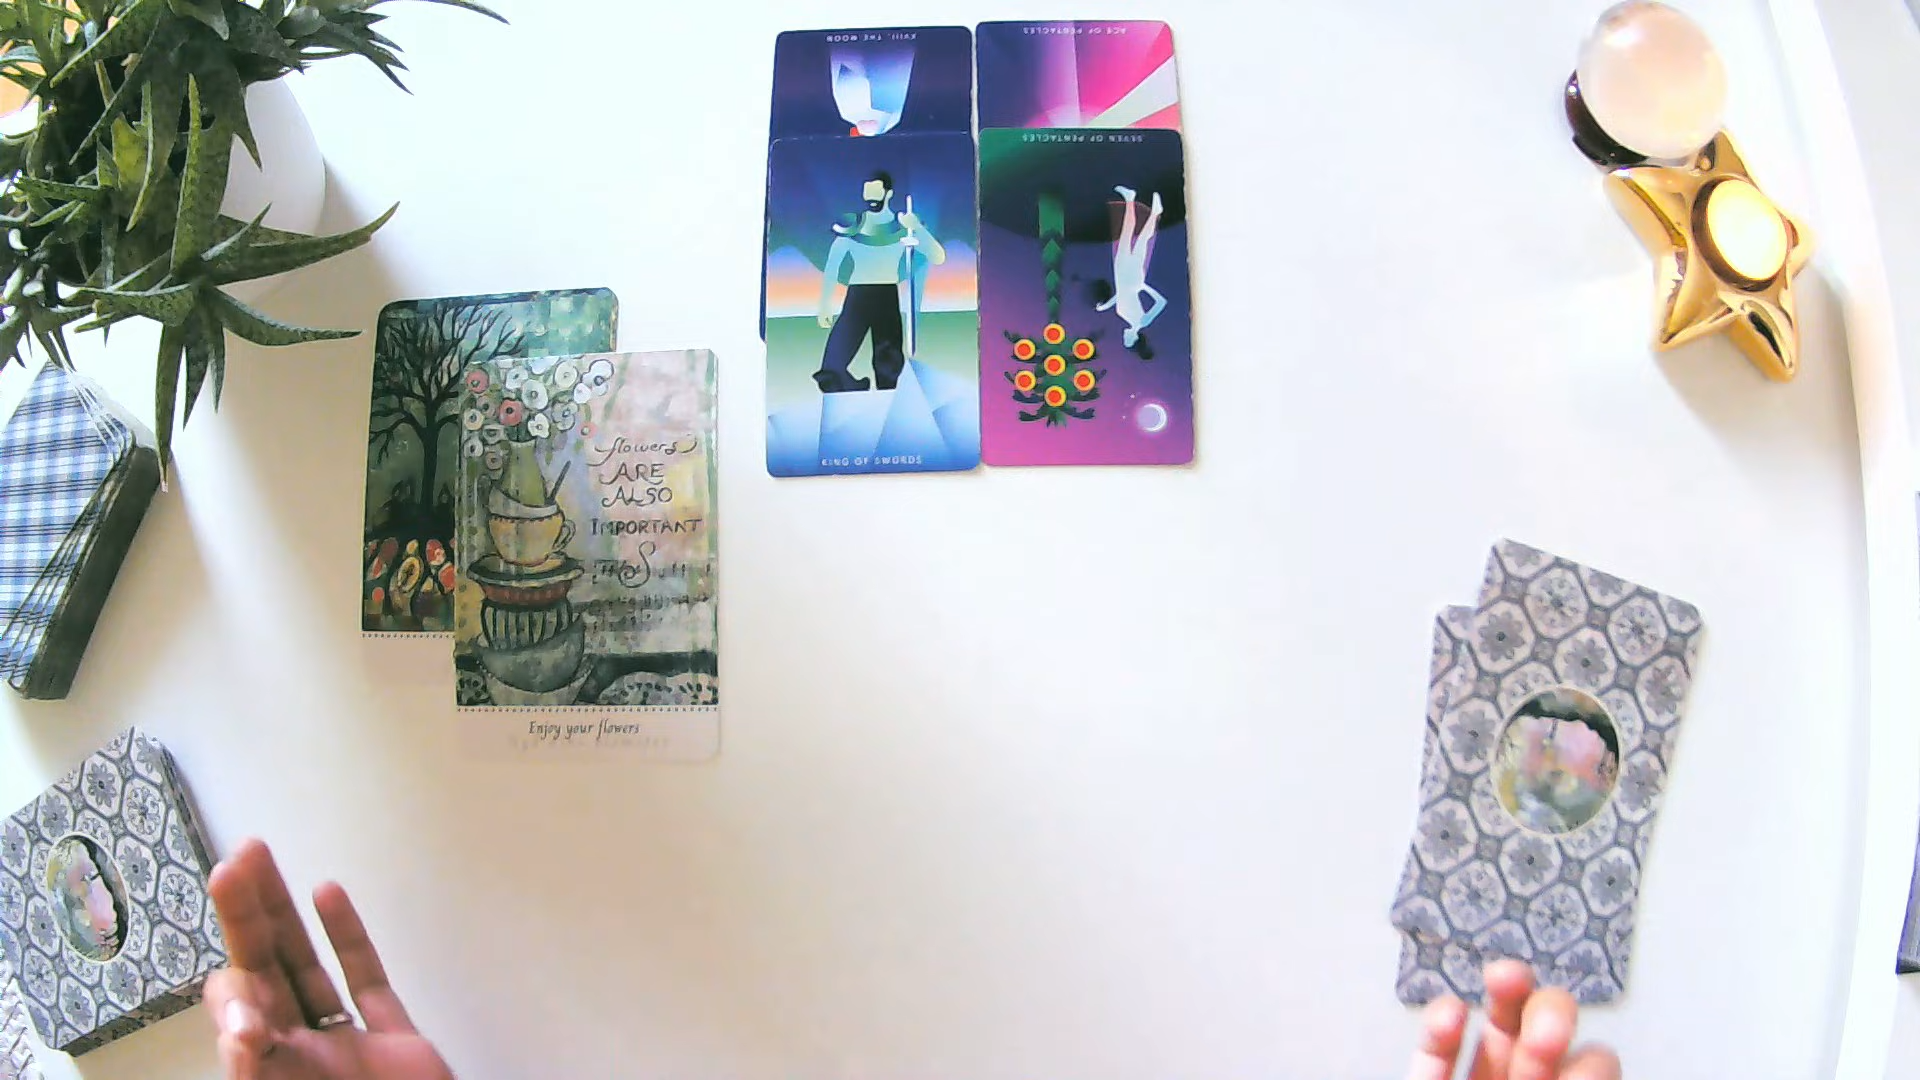 XVIII. THE MOON
ACE OF PENTACLES
SEVEN OF PENTACLES
KING OF SWORDS
flowers
ARE
ALSO
IMPORTANT
Enjoy your flowers